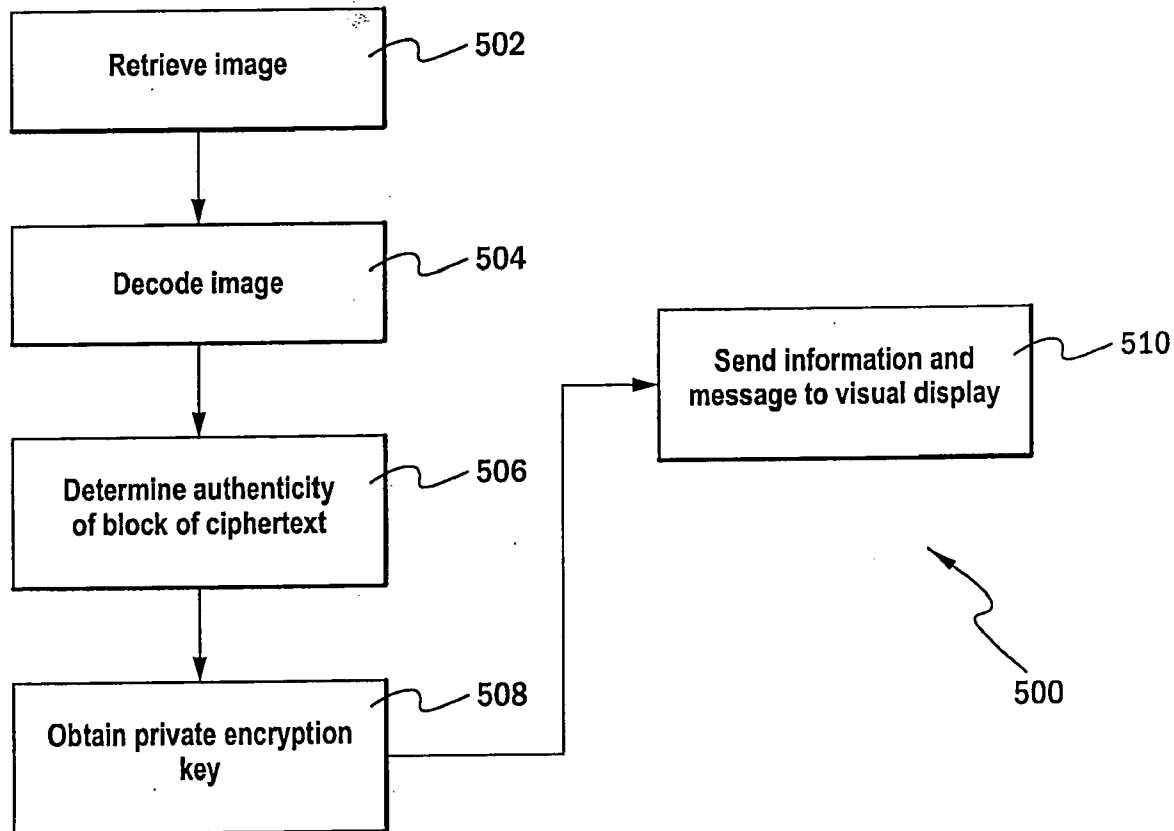 Retrieve image
502
Decode image
504
Determine authenticity
of block of ciphertext
506
Obtain private encryption
key
508
Send information and
message to visual display
510
500